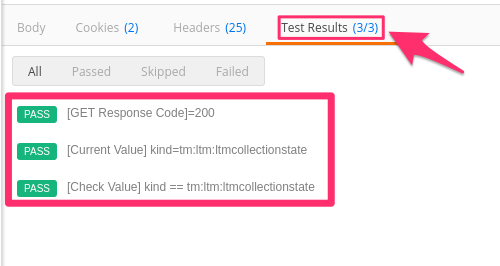 Body Cookies (2) Headers (25) Test Results (3/3)
All Passed Skipped Failed
PASS [GET Response Code]=200
PASS [Current Value] kind=tm:ltm:ltmcollectionstate
PASS [Check Value] kind == tm:ltm:ltmcollectionstate